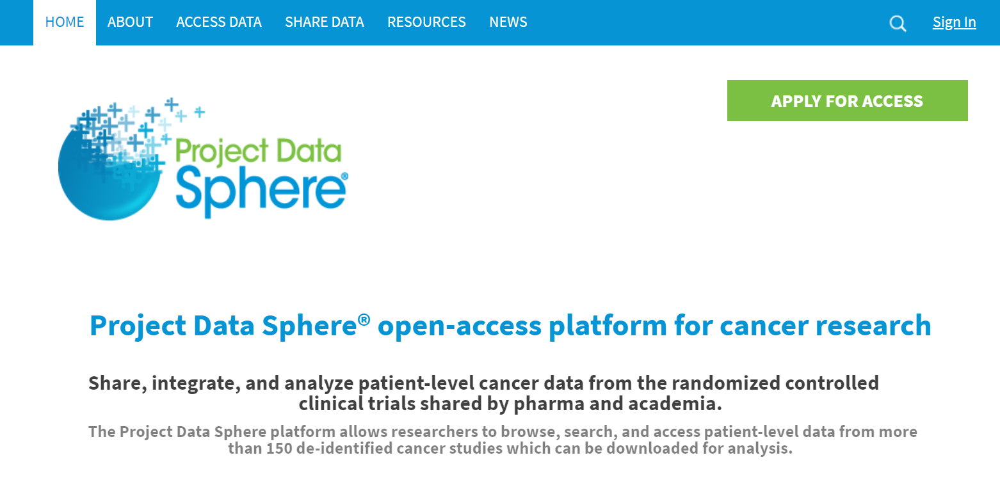 HOME ABOUT ACCESS DATA SHARE DATA RESOURCES NEWS Sign In
APPLY FOR ACCESS
Project Data
Sphere®
Project Data Sphere® open-access platform for cancer research
Share, integrate, and analyze patient-level cancer data from the randomized controlled
clinical trials shared by pharma and academia.
The Project Data Sphere platform allows researchers to browse, search, and access patient-level data from more
than 150 de-identified cancer studies which can be downloaded for analysis.